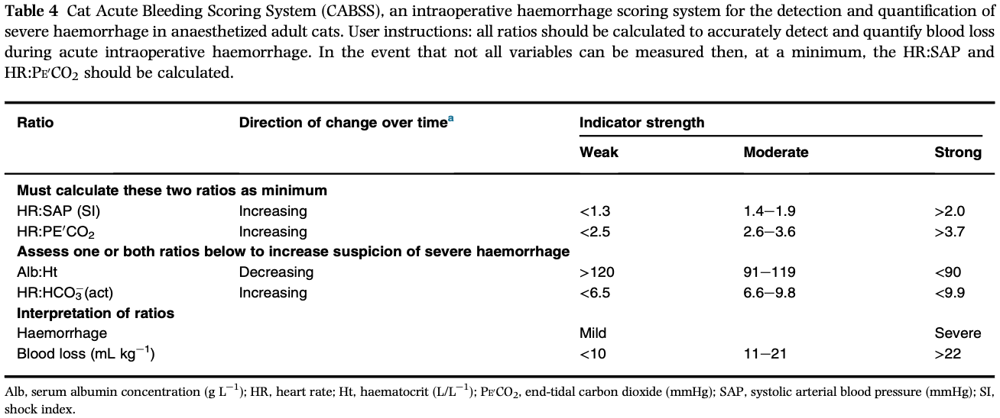 Table 4 Cat Acute Bleeding Scoring System (CABSS), an intraoperative haemorrhage scoring system for the detection and quantification of
severe haemorrhage in anaesthetized adult cats. User instructions: all ratios should be calculated to accurately detect and quantify blood loss
during acute intraoperative haemorrhage. In the event that not all variables can be measured then, at a minimum, the HR:SAP and
HR:PE′CO2 should be calculated.
Ratio Direction of change over timeᵃ Indicator strength
Weak Moderate Strong
Must calculate these two ratios as minimum
HR:SAP (SI) Increasing <1.3 1.4–1.9 >2.0
HR:PE′CO₂ Increasing <2.5 2.6–3.6 >3.7
Assess one or both ratios below to increase suspicion of severe haemorrhage
Alb:Ht Decreasing >120 91–119 <90
HR:HCO₃⁻(act) Increasing <6.5 6.6–9.8 <9.9
Interpretation of ratios
Haemorrhage Mild Severe
Blood loss (mL kg⁻¹) <10 11–21 >22
Alb, serum albumin concentration (g L⁻¹); HR, heart rate; Ht, haematocrit (L/L⁻¹); PE′CO₂, end-tidal carbon dioxide (mmHg); SAP, systolic arterial blood pressure (mmHg); SI,
shock index.